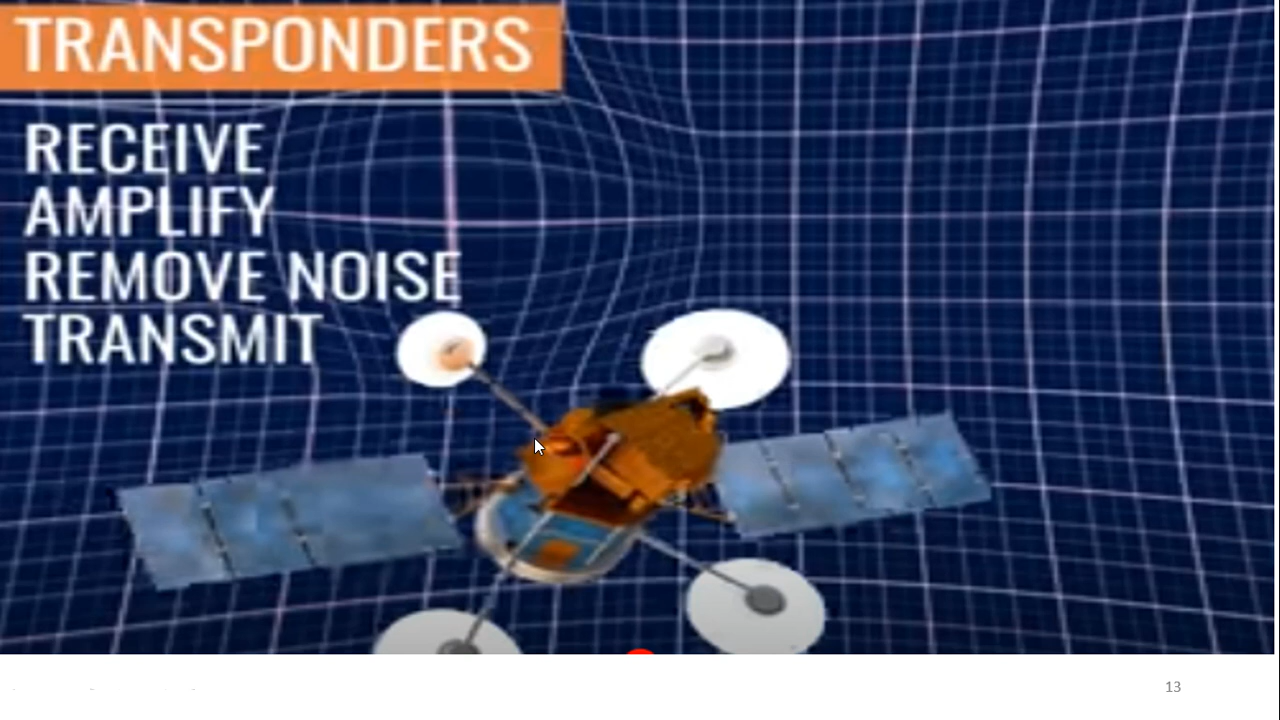 TRANSPONDERS
RECEIVE
AMPLIFY
REMOVE NOISE
TRANSMIT
13